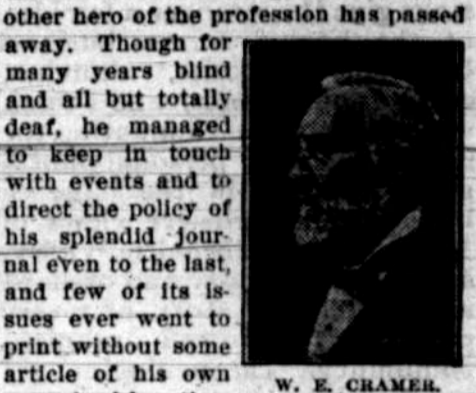 other hero of the profession has passed
away. Though for
many years blind
and all but totally
deaf, he managed
to keep in touch
with events and to
direct the policy of
his splendid jour-
nal even to the last,
and few of its is-
sues ever went to
print without some
article of his own
W. E. CRAMER.